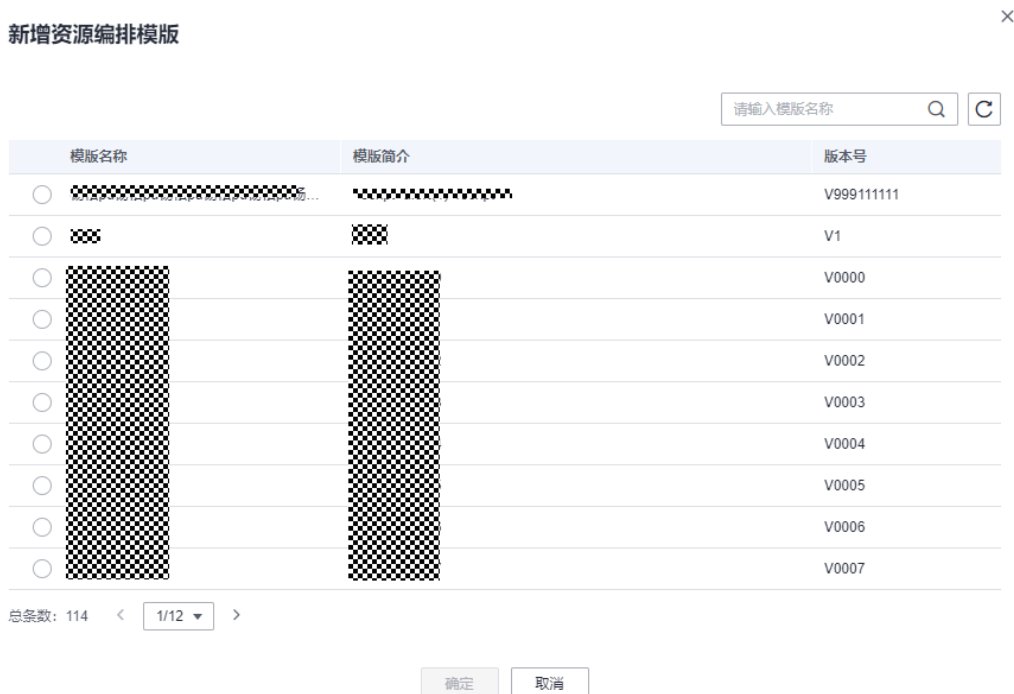 新增资源编排模版
请输入模版名称
模版名称 模版简介 版本号
V999111111
V1
V0000
V0001
V0002
V0003
V0004
V0005
V0006
V0007
总条数: 114 1/12
确定 取消